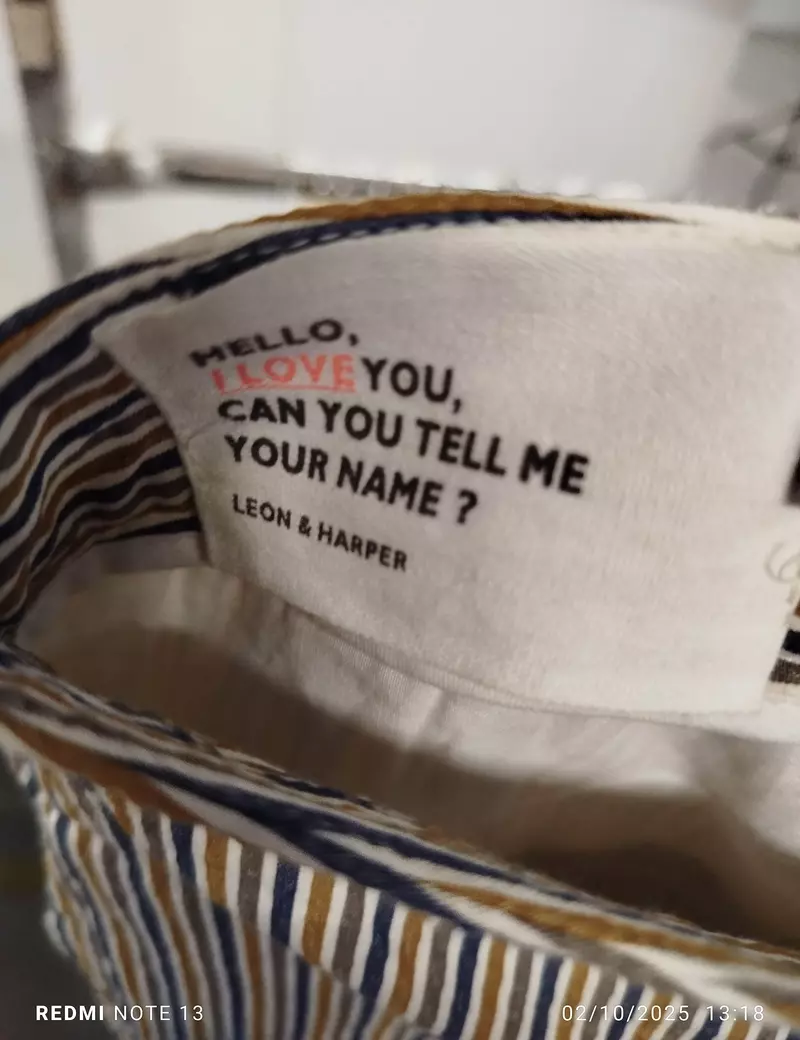 HELLO,
I LOVE YOU,
CAN YOU TELL ME
YOUR NAME ?
LEON & HARPER
REDMI NOTE 13
02/10/2025 13:18